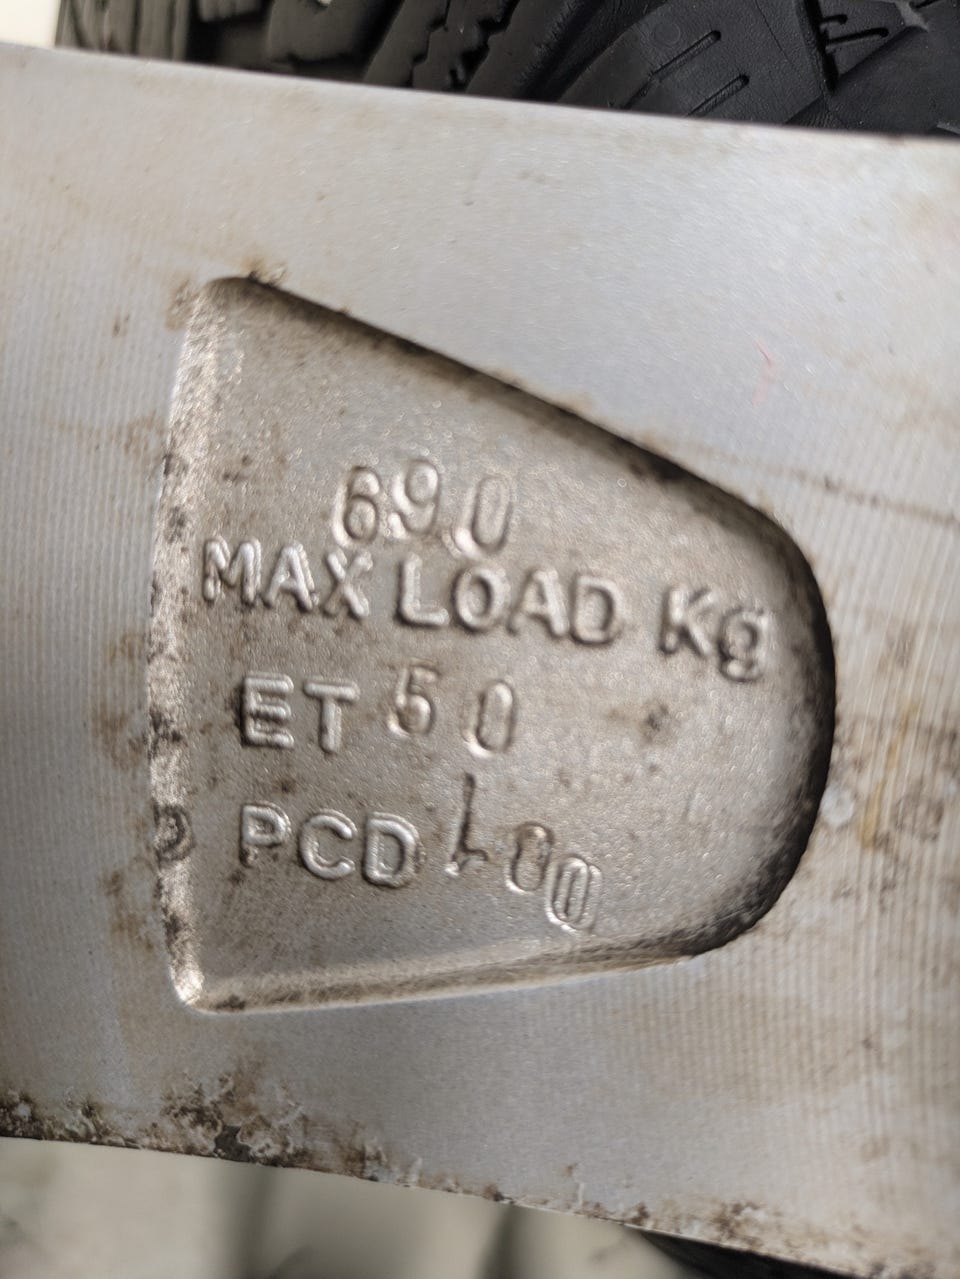 690
MAX LOAD Kg
ET 50
PCD 100